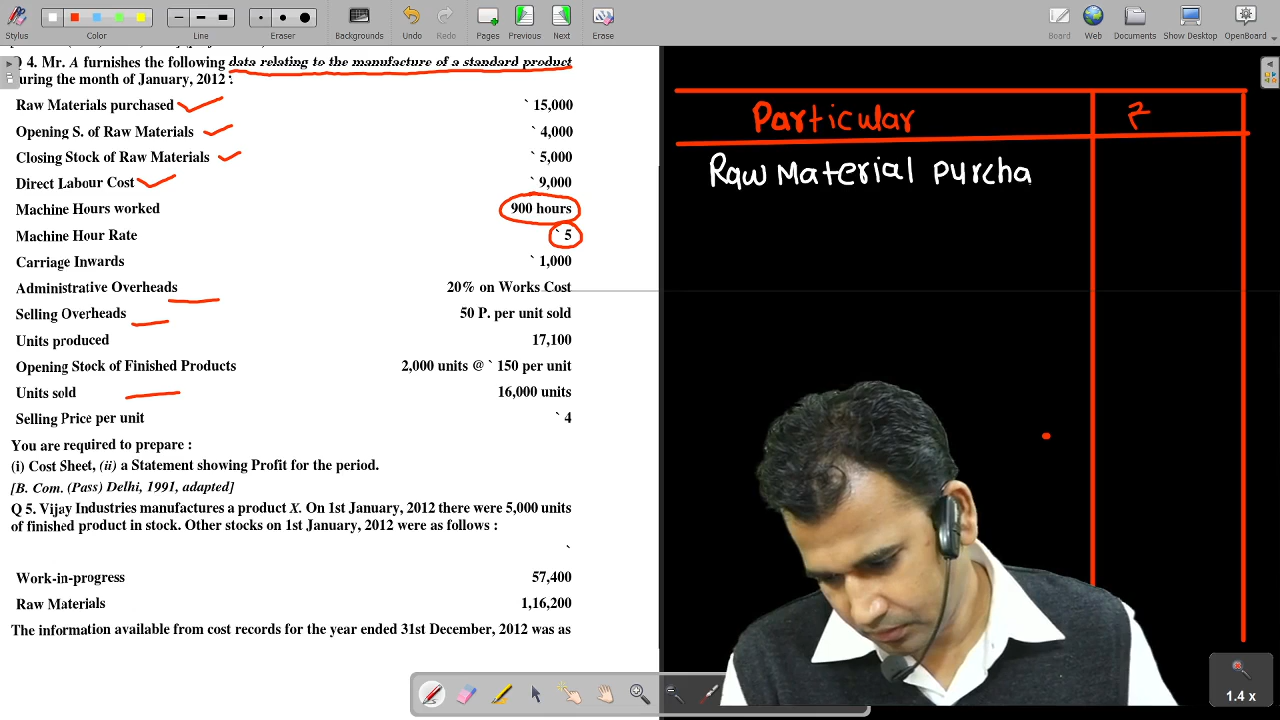 Stylus
Color
Line
Eraser
Backgrounds
Undo
Redo
Pages
Previous
Next
Erase
Board
Web
Documents
Show Desktop
OpenBoard
Q 4. Mr. A furnishes the following data relating to the manufacture of a standard product
uring the month of January, 2012 :
Raw Materials purchased ` 15,000
Opening S. of Raw Materials ` 4,000
Closing Stock of Raw Materials ` 5,000
Direct Labour Cost ` 9,000
Machine Hours worked 900 hours
Machine Hour Rate ` 5
Carriage Inwards ` 1,000
Administrative Overheads 20% on Works Cost
Selling Overheads 50 P. per unit sold
Units produced 17,100
Opening Stock of Finished Products 2,000 units @ ` 150 per unit
Units sold 16,000 units
Selling Price per unit ` 4
You are required to prepare :
(i) Cost Sheet, (ii) a Statement showing Profit for the period.
[B. Com. (Pass) Delhi, 1991, adapted]
Q 5. Vijay Industries manufactures a product X. On 1st January, 2012 there were 5,000 units
of finished product in stock. Other stocks on 1st January, 2012 were as follows :
`
Work-in-progress 57,400
Raw Materials 1,16,200
The information available from cost records for the year ended 31st December, 2012 was as
Particular ₹
Raw Material Purcha
1.4 x